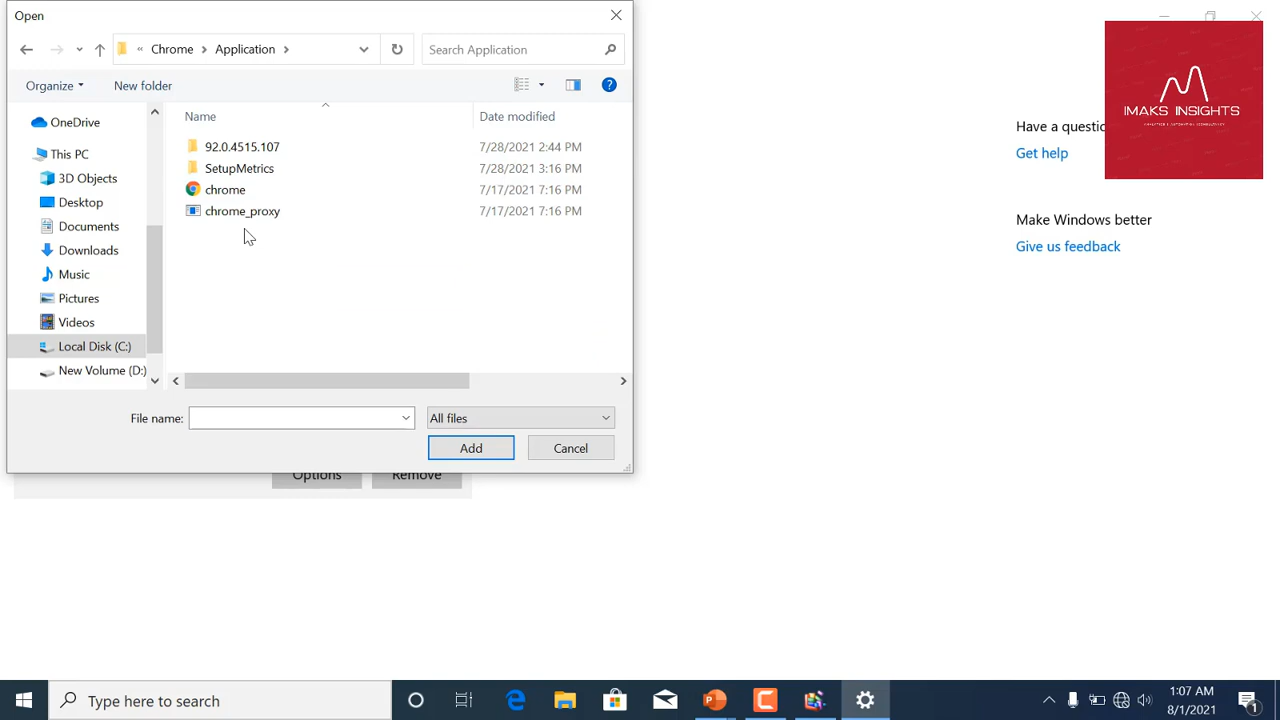 Open
« Chrome > Application >
Search Application
Organize
New folder
Name
Date modified
OneDrive
This PC
3D Objects
Desktop
Documents
Downloads
Music
Pictures
Videos
Local Disk (C:)
New Volume (D:)
92.0.4515.107 7/28/2021 2:44 PM
SetupMetrics 7/28/2021 3:16 PM
chrome 7/17/2021 7:16 PM
chrome_proxy 7/17/2021 7:16 PM
File name:
All files
Add
Cancel
Options
Remove
Have a questic
Get help
Make Windows better
Give us feedback
IMAKS INSIGHTS
Type here to search
1:07 AM
8/1/2021
1